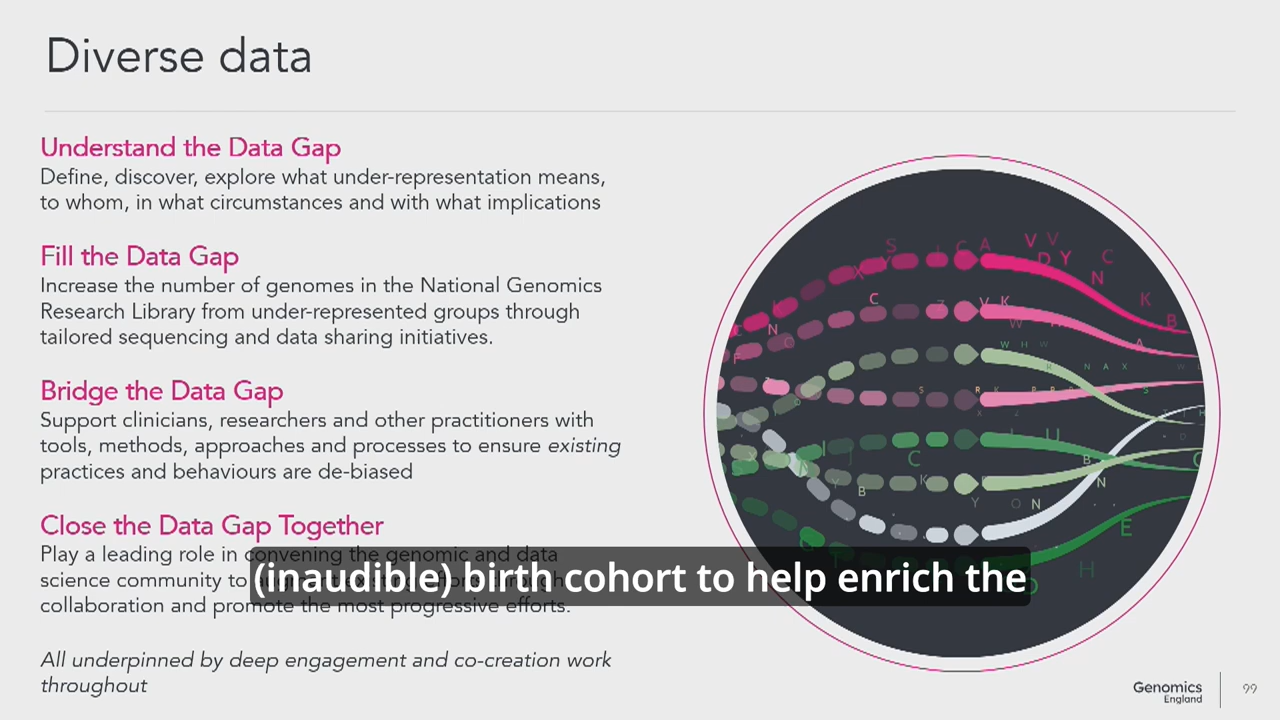 Diverse data
Understand the Data Gap
Define, discover, explore what under-representation means,
to whom, in what circumstances and with what implications
Fill the Data Gap
Increase the number of genomes in the National Genomics
Research Library from under-represented groups through
tailored sequencing and data sharing initiatives.
Bridge the Data Gap
Support clinicians, researchers and other practitioners with
tools, methods, approaches and processes to ensure existing
practices and behaviours are de-biased
Close the Data Gap Together
Play a leading role in convening the genomic and data
science community to
collaboration and promote the most progressive efforts.
(inaudible) birth cohort to help enrich the
All underpinned by deep engagement and co-creation work
throughout
Genomics
England
99